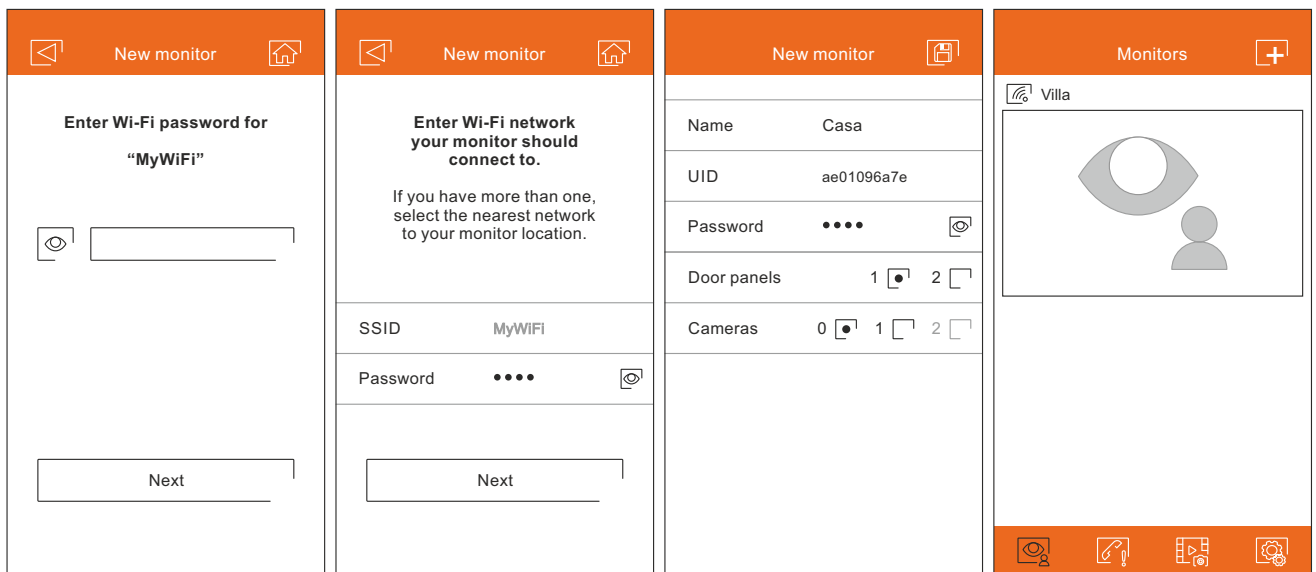 New monitor
Enter Wi-Fi password for
“MyWiFi”
Next
New monitor
Enter Wi-Fi network
your monitor should
connect to.
If you have more than one,
select the nearest network
to your monitor location.
SSID MyWiFi
Password ••••
Next
New monitor
Name Casa
UID ae01096a7e
Password ••••
Door panels 1 2
Cameras 0 1 2
Monitors
Villa